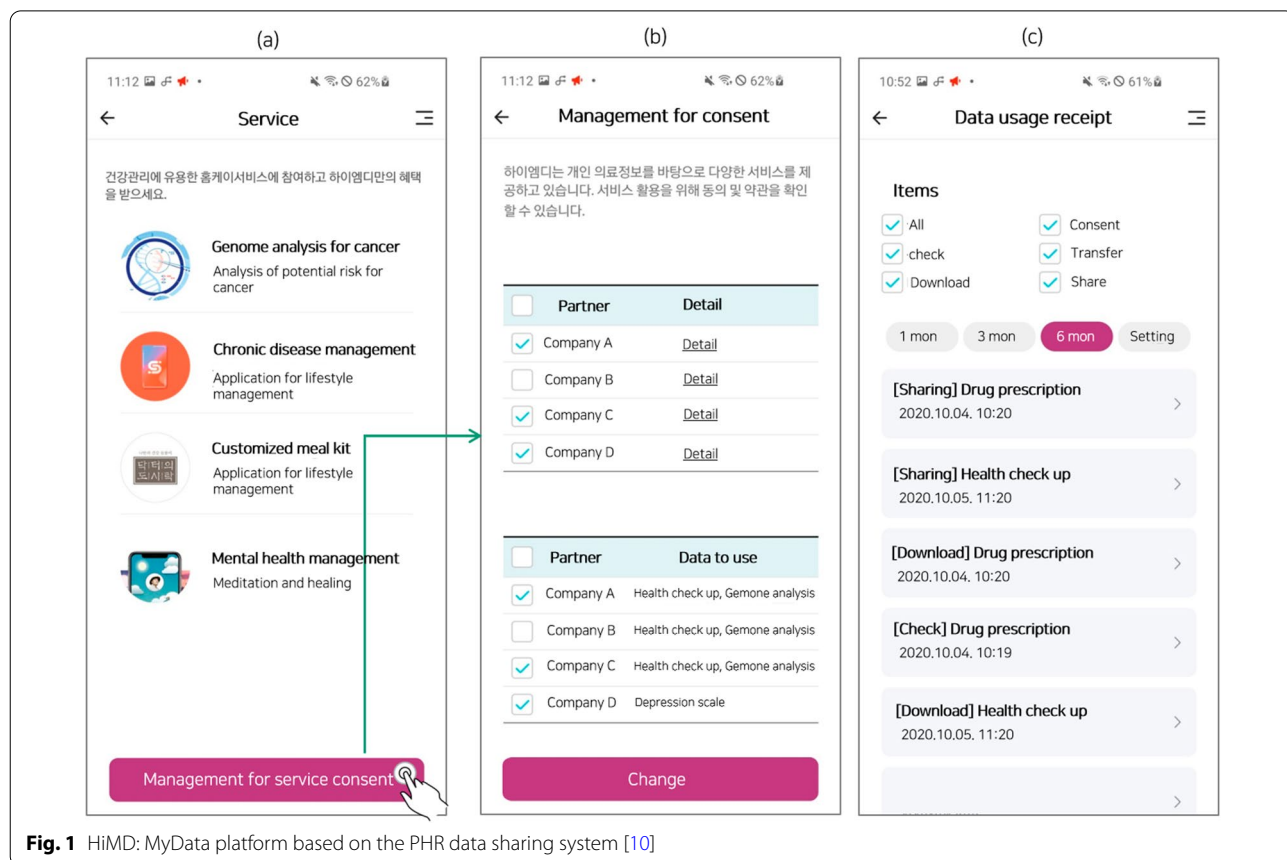 (a)
11:12 62%
Service
건강관리에 유용한 홈케이서비스에 참여하고 하이엠디만의 혜택
을 받으세요.
Genome analysis for cancer
Analysis of potential risk for
cancer
Chronic disease management
Application for lifestyle
management
닥터의
도시락
Customized meal kit
Application for lifestyle
management
Mental health management
Meditation and healing
Management for service consent
(b)
11:12 62%
Management for consent
하이엠디는 개인 의료정보를 바탕으로 다양한 서비스를 제
공하고 있습니다. 서비스 활용을 위해 동의 및 약관을 확인
할 수 있습니다.
Partner Detail
Company A Detail
Company B Detail
Company C Detail
Company D Detail
Partner Data to use
Company A Health check up, Gemone analysis
Company B Health check up, Gemone analysis
Company C Health check up, Gemone analysis
Company D Depression scale
Change
(c)
10:52 61%
Data usage receipt
Items
All Consent
check Transfer
Download Share
1 mon 3 mon 6 mon Setting
[Sharing] Drug prescription
2020.10.04. 10:20
[Sharing] Health check up
2020.10.05. 11:20
[Download] Drug prescription
2020.10.04. 10:20
[Check] Drug prescription
2020.10.04. 10:19
[Download] Health check up
2020.10.05. 11:20
Fig. 1 HiMD: MyData platform based on the PHR data sharing system [10]